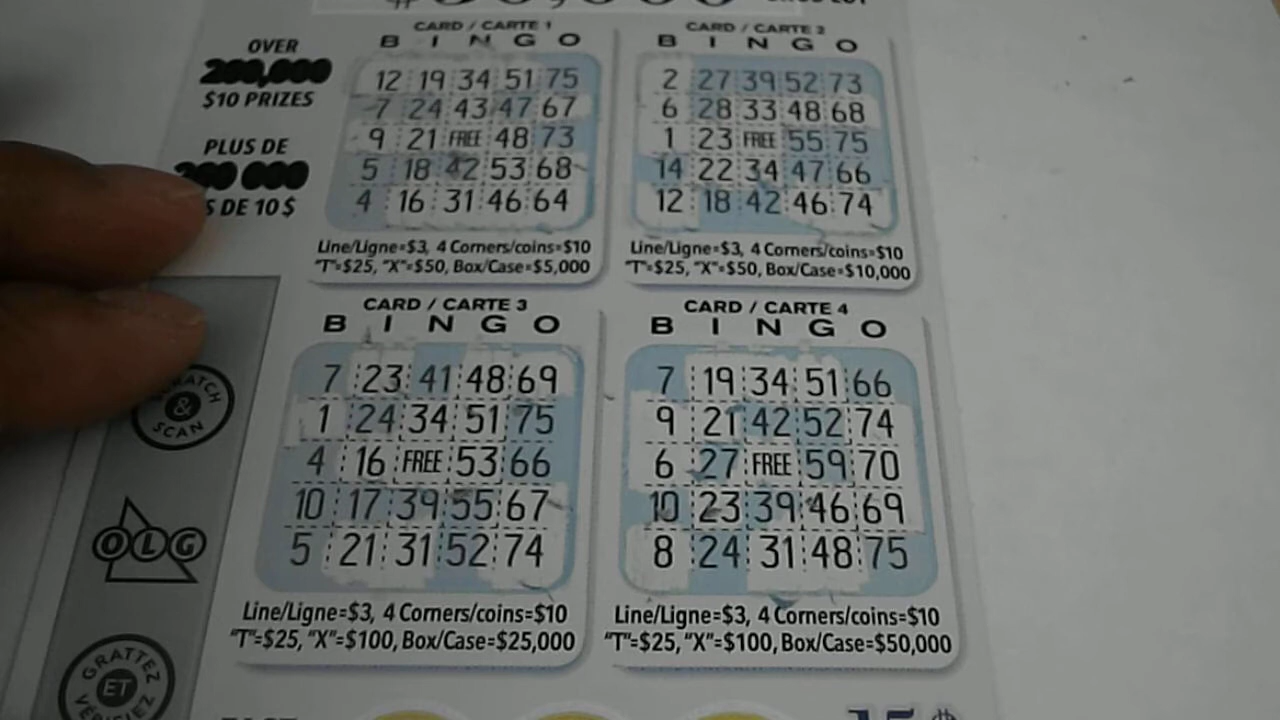 OVER
$10 PRIZES
PLUS DE
DE 10 $
CARD / CARTE 1
B I N G O
12 19 34 51 75
7 24 43 47 67
9 21 FREE 48 73
5 18 42 53 68
4 16 31 46 64
Line/Ligne=$3, 4 Corners/coins=$10
"T"=$25, "X"=$50, Box/Case=$5,000
CARD / CARTE 2
B I N G O
2 27 39 52 73
6 28 33 48 68
1 23 FREE 55 75
14 22 34 47 66
12 18 42 46 74
Line/Ligne=$3, 4 Corners/coins=$10
"T"=$25, "X"=$50, Box/Case=$10,000
CARD / CARTE 3
B I N G O
7 23 41 48 69
1 24 34 51 75
4 16 FREE 53 66
10 17 39 55 67
5 21 31 52 74
Line/Ligne=$3, 4 Corners/coins=$10
"T"=$25, "X"=$100, Box/Case=$25,000
CARD / CARTE 4
B I N G O
7 19 34 51 66
9 21 42 52 74
6 27 FREE 59 70
10 23 39 46 69
8 24 31 48 75
Line/Ligne=$3, 4 Corners/coins=$10
"T"=$25, "X"=$100, Box/Case=$50,000
&
SCAN
OLG
GRATTEZ
ET
VÉRIFIEZ